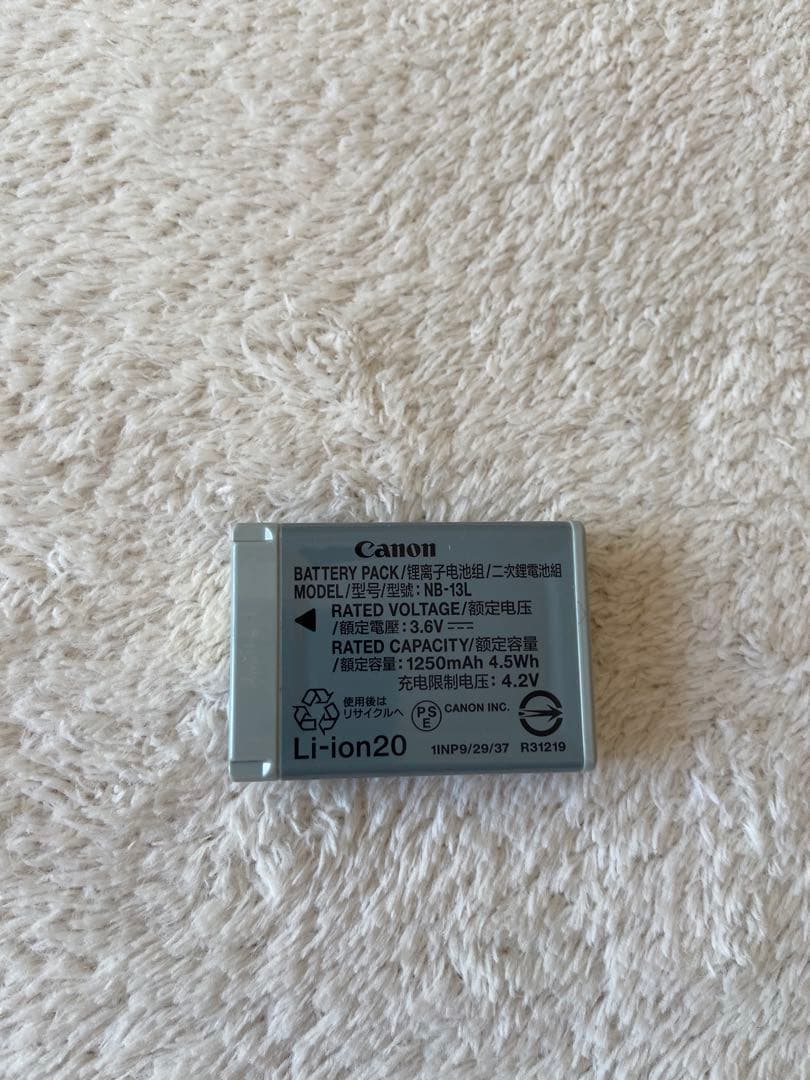 Canon
BATTERY PACK/锂离子电池组/二次鋰電池組
MODEL/型号/型號: NB-13L
RATED VOLTAGE/额定电压
/額定電壓: 3.6V
RATED CAPACITY/额定容量
/額定容量: 1250mAh 4.5Wh
充电限制电压: 4.2V
使用後は
リサイクルへ
PSE
CANON INC.
Li-ion20
1INP9/29/37
R31219